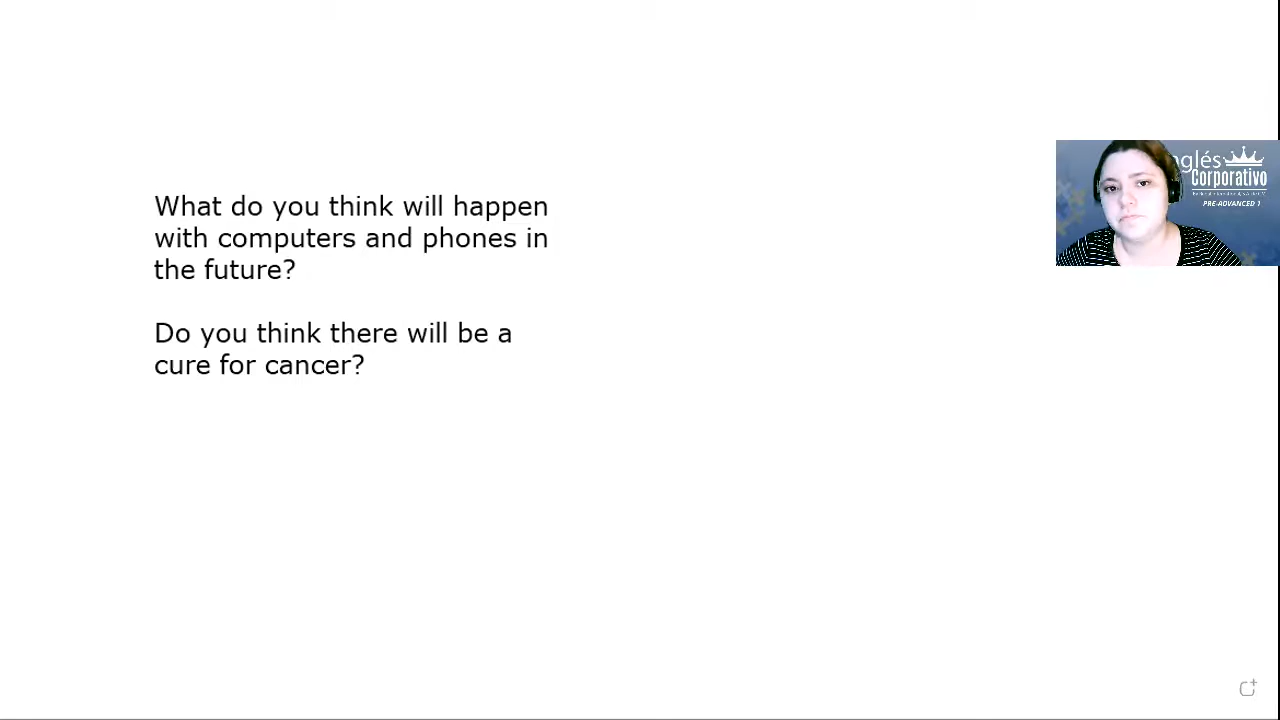 What do you think will happen
with computers and phones in
the future?
Do you think there will be a
cure for cancer?
nglés
Corporativo
PRE-ADVANCED 1